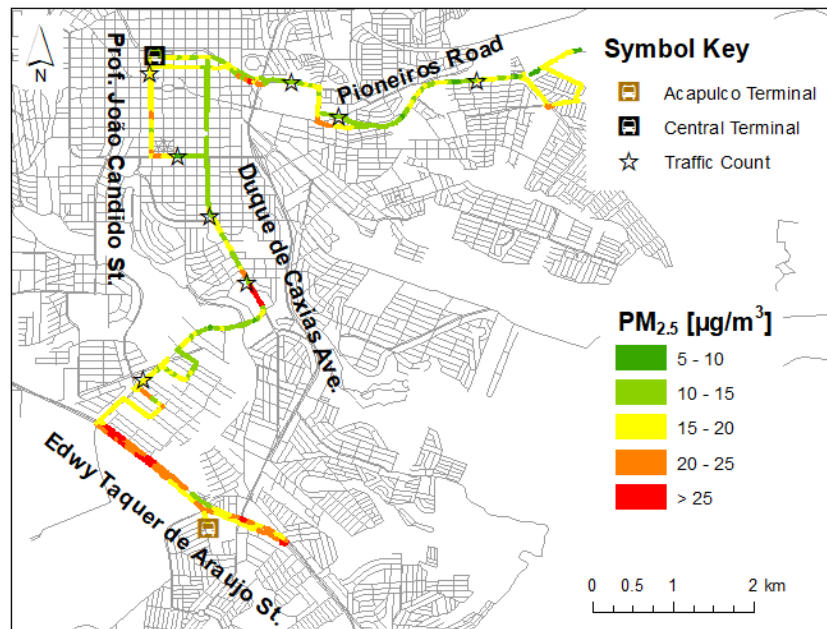 N
Prof. João Candido St.
Pioneiros Road
Duque de Caxias Ave.
Edwy Taquer de Araujo St.
Symbol Key
Acapulco Terminal
Central Terminal
Traffic Count
PM₂.₅ [µg/m³]
5 - 10
10 - 15
15 - 20
20 - 25
> 25
0 0.5 1 2 km